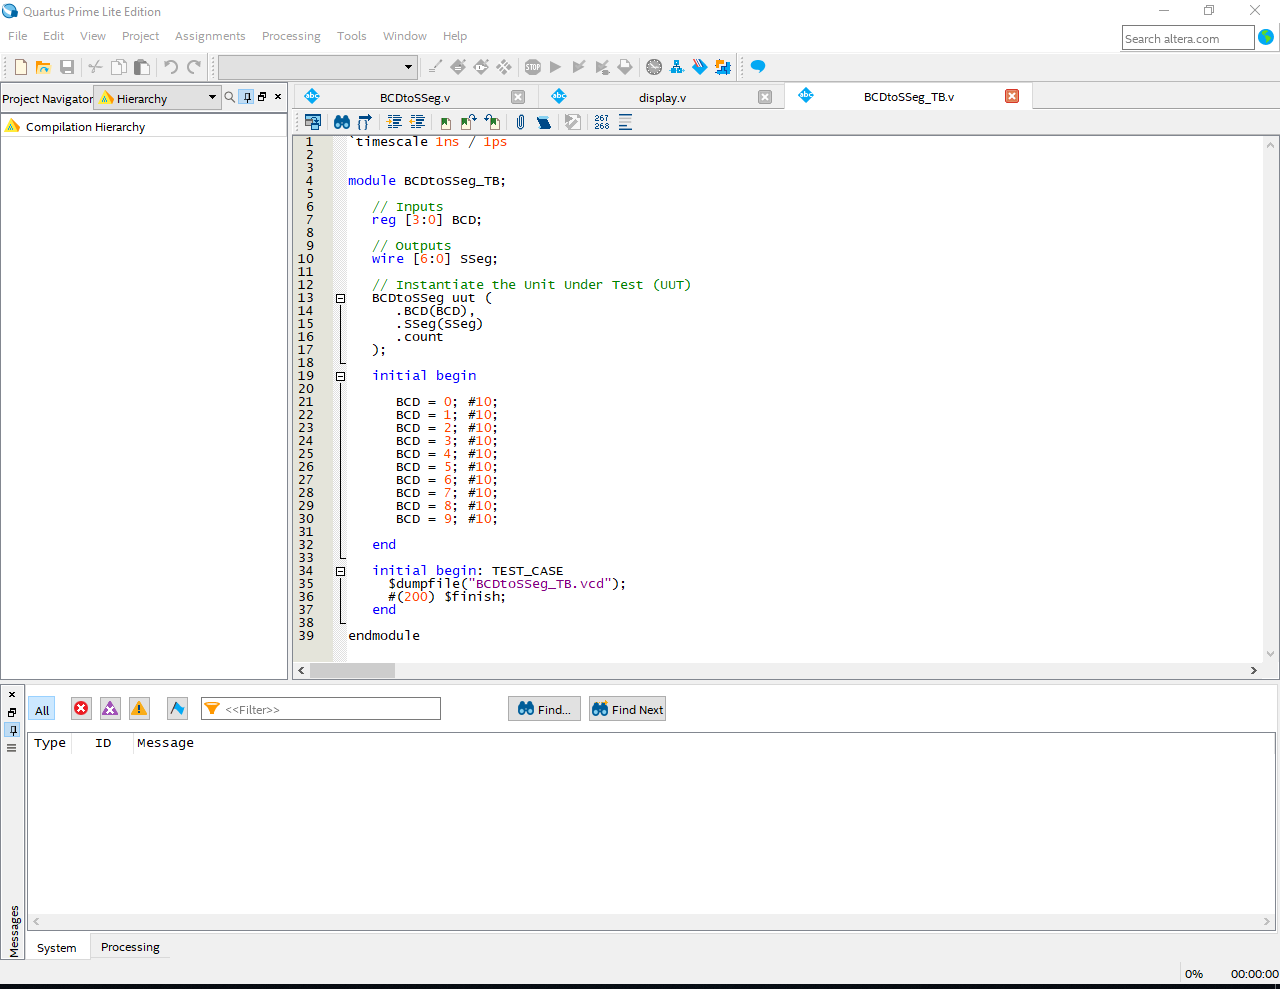 Quartus Prime Lite Edition
File Edit View Project Assignments Processing Tools Window Help
Search altera.com
STOP
Project Navigator Hierarchy
abc BCDtoSSeg.v abc display.v abc BCDtoSSeg_TB.v
Compilation Hierarchy
267
268
1 `timescale 1ns / 1ps
2
3
4 module BCDtoSSeg_TB;
5
6 // Inputs
7 reg [3:0] BCD;
8
9 // Outputs
10 wire [6:0] SSeg;
11
12 // Instantiate the Unit Under Test (UUT)
13 BCDtoSSeg uut (
14 .BCD(BCD),
15 .SSeg(SSeg)
16 .count
17 );
18
19 initial begin
20
21 BCD = 0; #10;
22 BCD = 1; #10;
23 BCD = 2; #10;
24 BCD = 3; #10;
25 BCD = 4; #10;
26 BCD = 5; #10;
27 BCD = 6; #10;
28 BCD = 7; #10;
29 BCD = 8; #10;
30 BCD = 9; #10;
31
32 end
33
34 initial begin: TEST_CASE
35 $dumpfile("BCDtoSSeg_TB.vcd");
36 #(200) $finish;
37 end
38
39 endmodule
All <<Filter>> Find... Find Next
Type ID Message
Messages
System Processing
0% 00:00:00